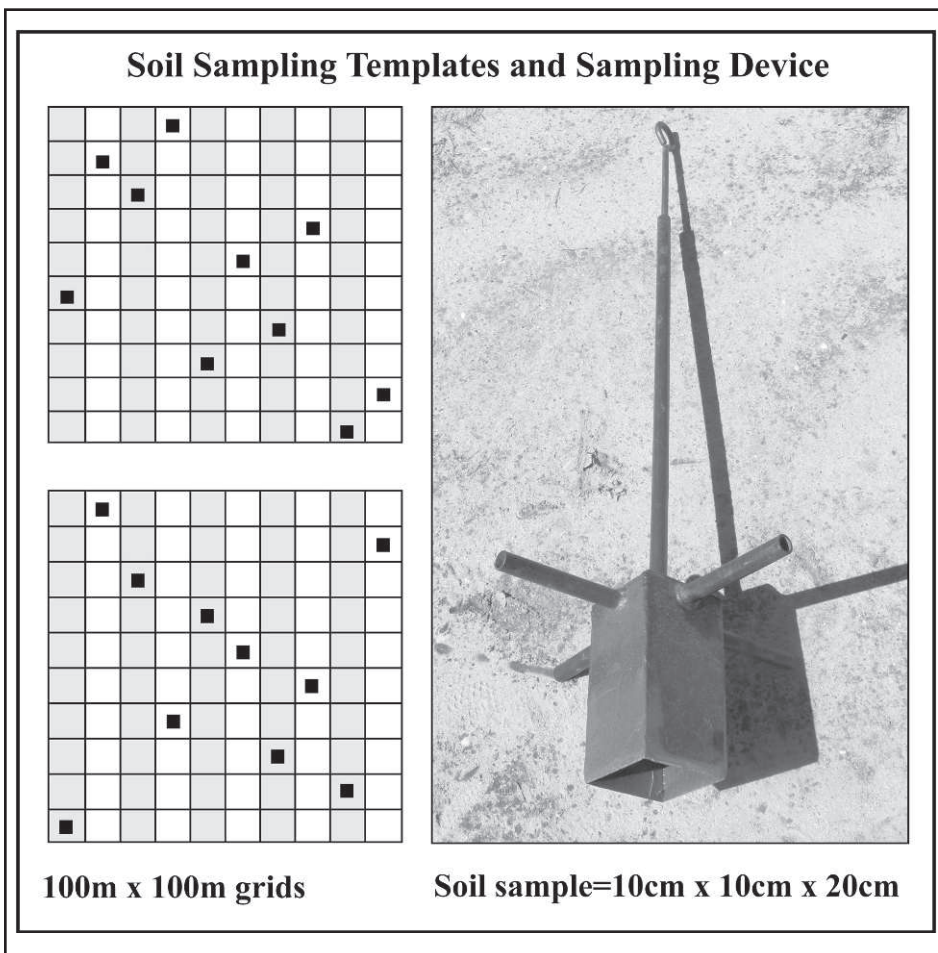 Soil Sampling Templates and Sampling Device
100m x 100m grids
Soil sample=10cm x 10cm x 20cm